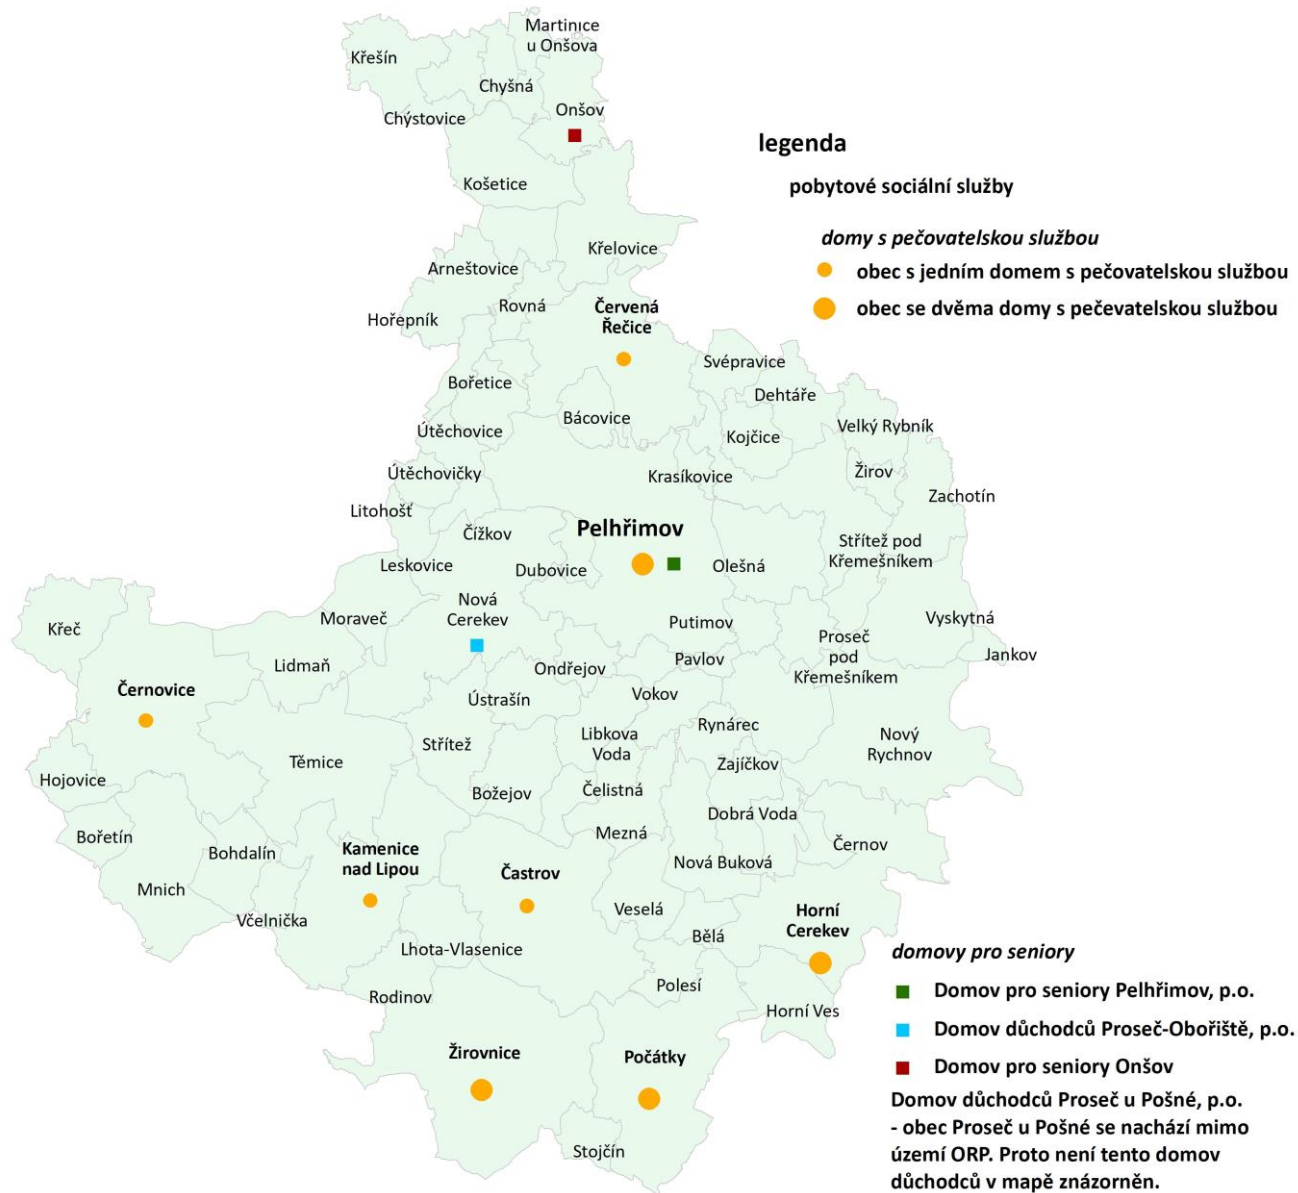 Martinice
u Onšova
Křešín
Chyšná
Onšov
Chýstovice
legenda
Košetice
pobytové sociální služby
domy s pečovatelskou službou
Křelovice
Arneštovice
obec s jedním domem s pečovatelskou službou
Rovná
Červená
Řečice
obec se dvěma domy s pečevatelskou službou
Hořepník
Svépravice
Bořetice
Dehtáře
Bácovice
Útěchovice
Kojčice
Velký Rybník
Útěchovičky
Krasíkovice
Žirov
Zachotín
Litohošť
Čížkov
Pelhřimov
Střítež pod
Křemešníkem
Leskovice
Dubovice
Olešná
Nová
Cerekev
Moraveč
Putimov
Vyskytná
Křeč
Proseč
pod
Křemešníkem
Jankov
Lidmaň
Ondřejov
Pavlov
Černovice
Ústrašín
Vokov
Rynárec
Libkova
Voda
Nový
Rychnov
Střítež
Těmice
Zajíčkov
Hojovice
Božejov
Čelistná
Dobrá Voda
Bořetín
Mezná
Černov
Bohdalín
Kamenice
nad Lipou
Častrov
Nová Buková
Mnich
Včelnička
Veselá
Horní
Cerekev
Bělá
Lhota-Vlasenice
domovy pro seniory
Polesí
Rodinov
Horní Ves
Domov pro seniory Pelhřimov, p.o.
Domov důchodců Proseč-Obořiště, p.o.
Žirovnice
Počátky
Domov pro seniory Onšov
Domov důchodců Proseč u Pošné, p.o.
- obec Proseč u Pošné se nachází mimo
území ORP. Proto není tento domov
důchodců v mapě znázorněn.
Stojčín